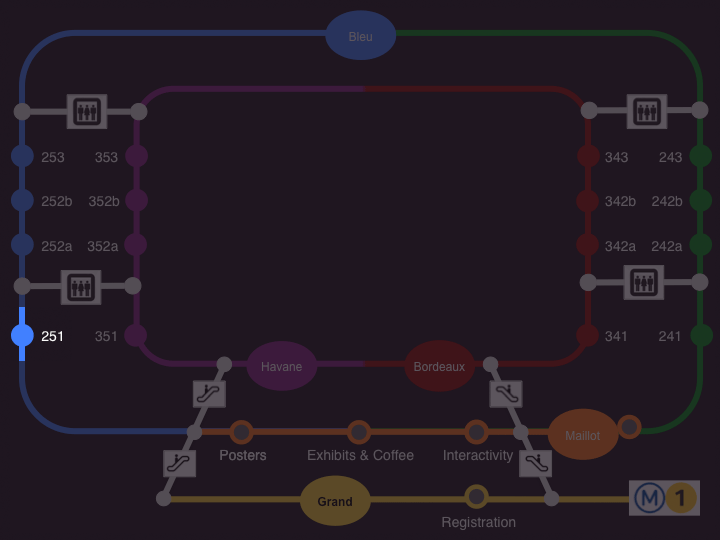 Bleu
253 353 343 243
252b 352b 342b 242b
252a 352a 342a 242a
251 351 341 241
Havane Bordeaux
Maillot
Posters Exhibits & Coffee Interactivity
Grand
M 1
Registration